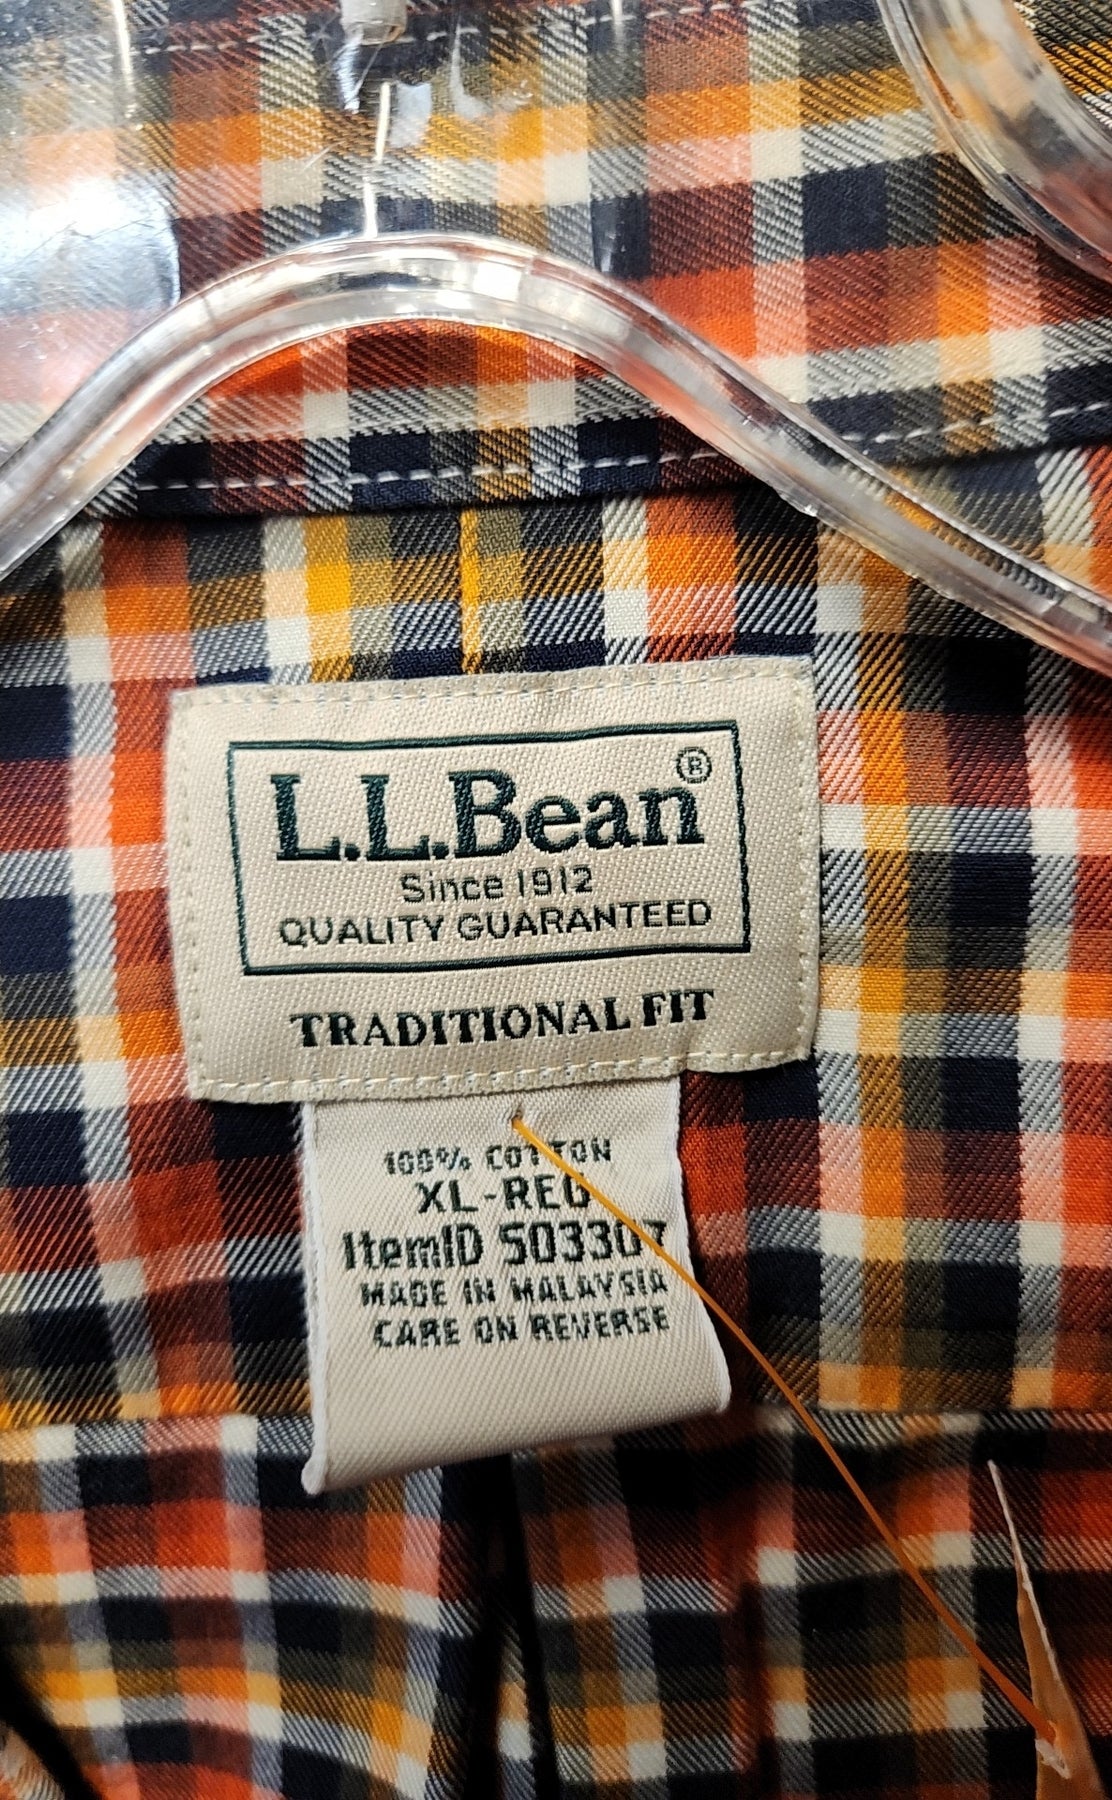 L.L.Bean®
Since 1912
QUALITY GUARANTEED
TRADITIONAL FIT
100% COTTON
XL-REG
ItemID 503307
MADE IN MALAYSIA
CARE ON REVERSE